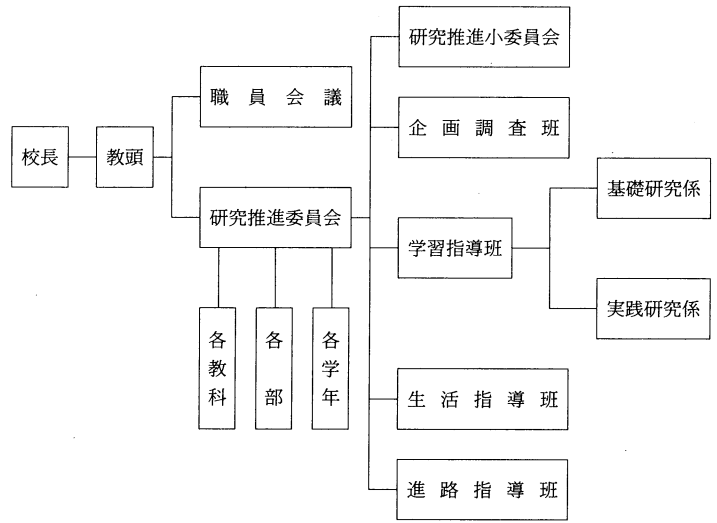 校長
教頭
職員会議
研究推進委員会
各教科
各部
各学年
研究推進小委員会
企画調査班
学習指導班
基礎研究係
実践研究係
生活指導班
進路指導班